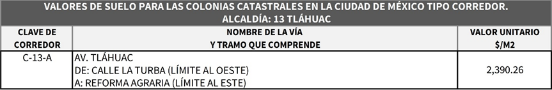 VALORES DE SUELO PARA LAS COLONIAS CATASTRALES EN LA CIUDAD DE MÉXICO TIPO CORREDOR.
ALCALDÍA: 13 TLÁHUAC
CLAVE DE CORREDOR
NOMBRE DE LA VÍA
Y TRAMO QUE COMPRENDE
VALOR UNITARIO
$/M2
C-13-A
AV. TLÁHUAC
DE: CALLE LA TURBA (LÍMITE AL OESTE)
A: REFORMA AGRARIA (LÍMITE AL ESTE)
2,390.26